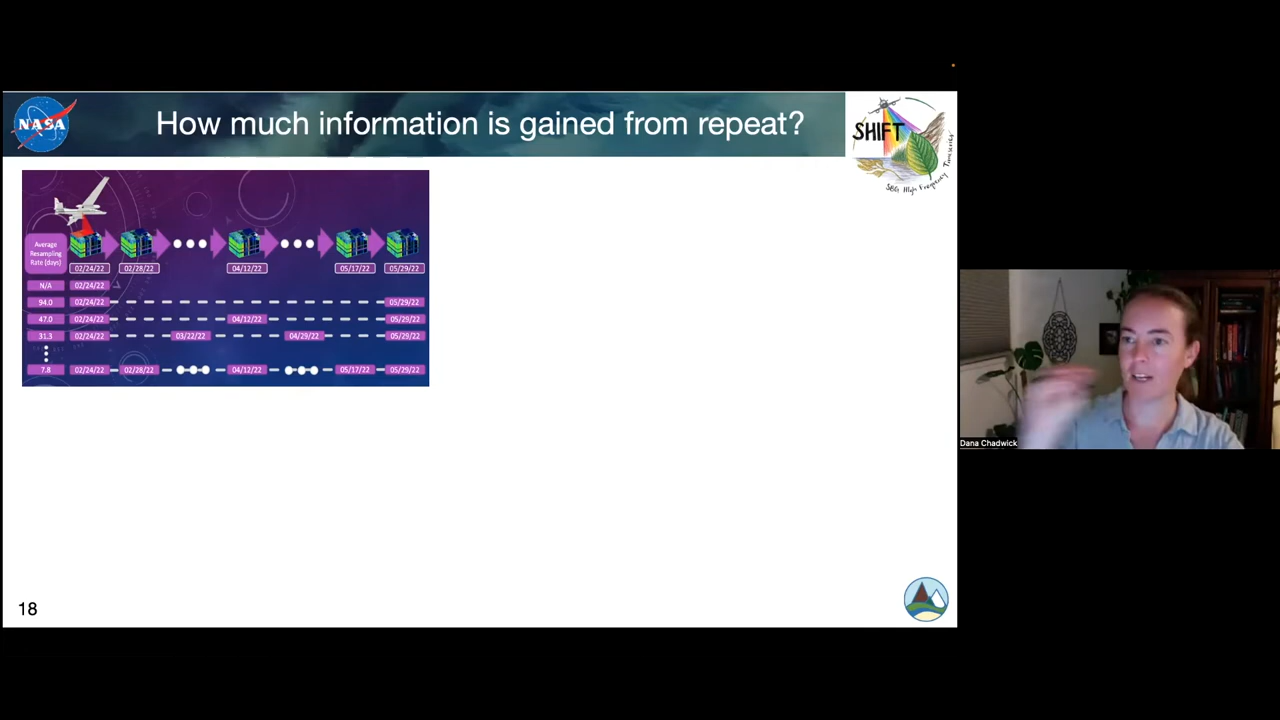 How much information is gained from repeat?
NASA
SHIFT
SBG High Frequency Timeseries
Average
Resampling
Rate (days)
02/24/22 02/28/22 04/12/22 05/17/22 05/29/22
N/A 02/24/22
94.0 02/24/22 05/29/22
47.0 02/24/22 04/12/22 05/29/22
31.3 02/24/22 03/22/22 04/29/22 05/29/22
7.8 02/24/22 02/28/22 04/12/22 05/17/22 05/29/22
Dana Chadwick
18